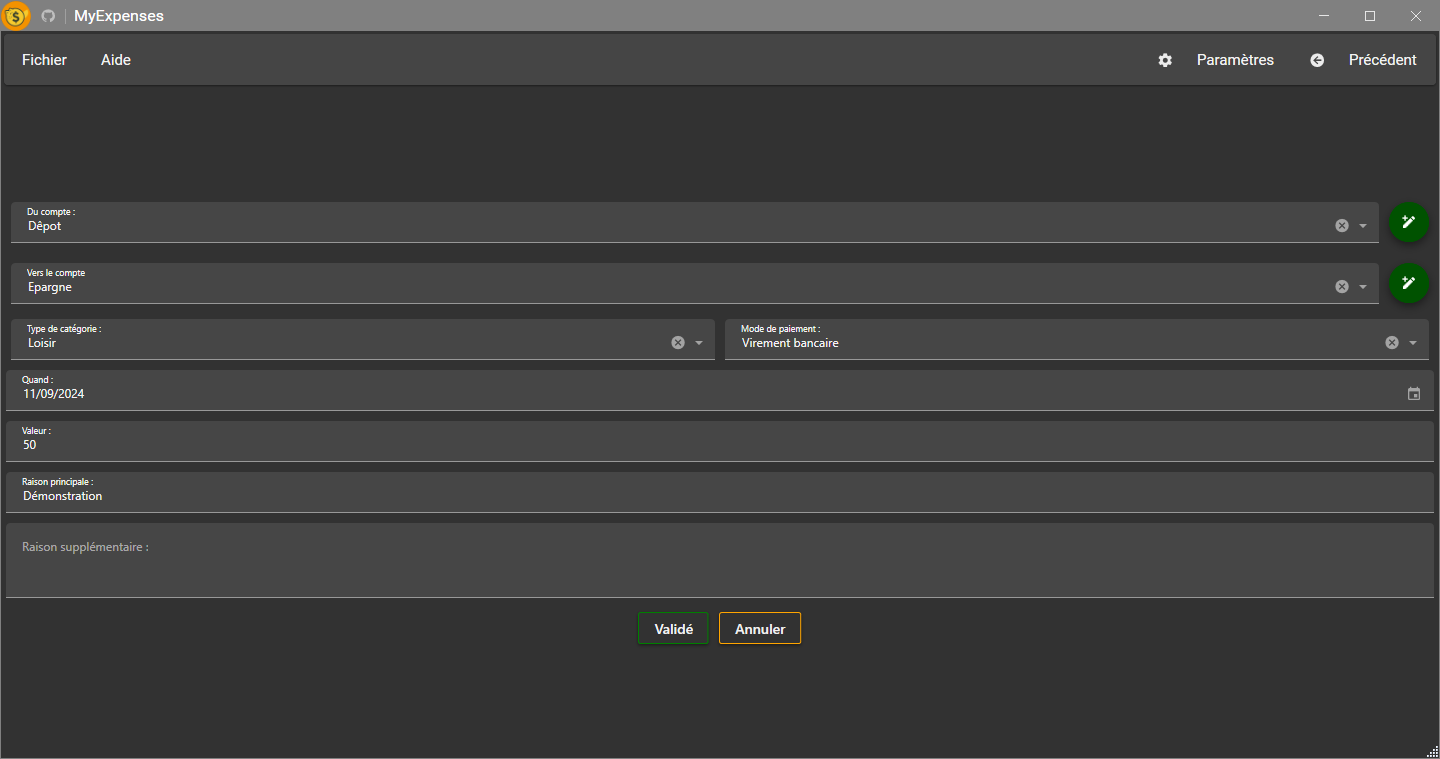 MyExpenses
Fichier Aide Paramètres Précédent
Du compte :
Dêpot
Vers le compte
Epargne
Type de catégorie :
Loisir
Mode de paiement :
Virement bancaire
Quand :
11/09/2024
Valeur :
50
Raison principale :
Démonstration
Raison supplémentaire :
Validé Annuler